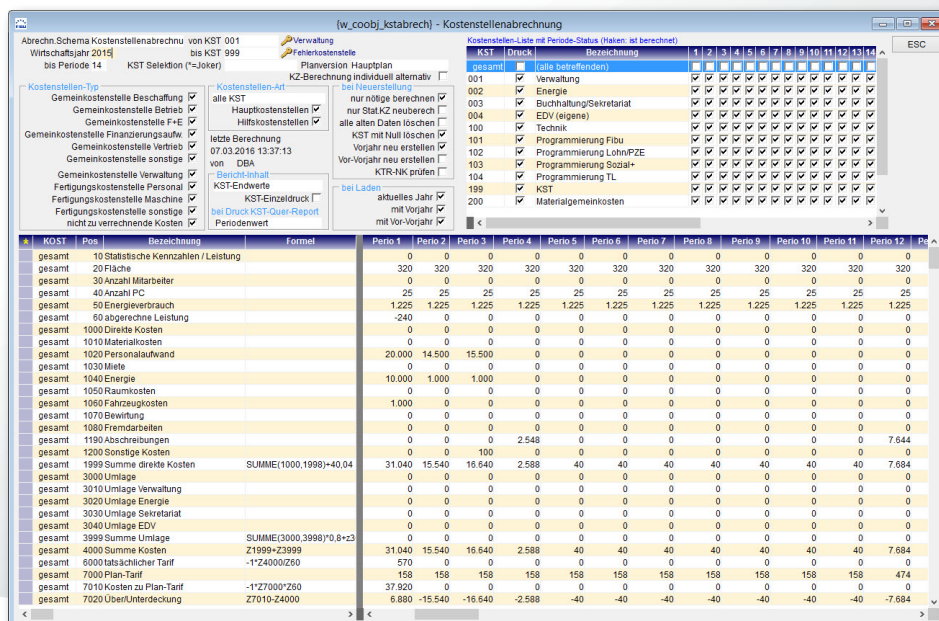 {w_coobj_kstabrech} - Kostenstellenabrechnung
ESC
Abrechn.Schema Kostenstellenabrechnu von KST 001 Verwaltung
Wirtschaftsjahr 2015 bis KST 999 Fehlerkostenstelle
bis Periode 14 KST Selektion (*=Joker) Planversion Hauptplan
KZ-Berechnung individuell alternativ
Kostenstellen-Typ
Gemeinkostenstelle Beschaffung
Gemeinkostenstelle Betrieb
Gemeinkostenstelle F+E
Gemeinkostenstelle Finanzierungsaufw.
Gemeinkostenstelle Vertrieb
Gemeinkostenstelle sonstige
Gemeinkostenstelle Verwaltung
Fertigungskostenstelle Personal
Fertigungskostenstelle Maschine
Fertigungskostenstelle sonstige
nicht zu verrechnende Kosten
Kostenstellen-Art
alle KST
Hauptkostenstellen
Hilfskostenstellen
letzte Berechnung
07.03.2016 13:37:13
von DBA
Bericht-Inhalt
KST-Endwerte
KST-Einzeldruck
bei Druck KST-Quer-Report
Periodenwert
bei Neuerstellung
nur nötige berechnen
nur Stat.KZ neuberech
alle alten Daten löschen
KST mit Null löschen
Vorjahr neu erstellen
Vor-Vorjahr neu erstellen
KTR-NK prüfen
bei Laden
aktuelles Jahr
mit Vorjahr
mit Vor-Vorjahr
Kostenstellen-Liste mit Periode-Status (Haken: ist berechnet)
KST Druck Bezeichnung 1 2 3 4 5 6 7 8 9 10 11 12 13 14
gesamt (alle betreffenden)
001 Verwaltung
002 Energie
003 Buchhaltung/Sekretariat
004 EDV (eigene)
100 Technik
101 Programmierung Fibu
102 Programmierung Lohn/PZE
103 Programmierung Sozial+
104 Programmierung TL
199 KST
200 Materialgemeinkosten
KOST Pos Bezeichnung Formel Perio 1 Perio 2 Perio 3 Perio 4 Perio 5 Perio 6 Perio 7 Perio 8 Perio 9 Perio 10 Perio 11 Perio 12 Pe
gesamt 10 Statistische Kennzahlen / Leistung 0 0 0 0 0 0 0 0 0 0 0 0
gesamt 20 Fläche 320 320 320 320 320 320 320 320 320 320 320 320
gesamt 30 Anzahl Mitarbeiter 0 0 0 0 0 0 0 0 0 0 0 0
gesamt 40 Anzahl PC 25 25 25 25 25 25 25 25 25 25 25 25
gesamt 50 Energieverbrauch 1.225 1.225 1.225 1.225 1.225 1.225 1.225 1.225 1.225 1.225 1.225 1.225
gesamt 60 abgerechne Leistung -240 0 0 0 0 0 0 0 0 0 0 0
gesamt 1000 Direkte Kosten 0 0 0 0 0 0 0 0 0 0 0 0
gesamt 1010 Materialkosten 0 0 0 0 0 0 0 0 0 0 0 0
gesamt 1020 Personalaufwand 20.000 14.500 15.500 0 0 0 0 0 0 0 0 0
gesamt 1030 Miete 0 0 0 0 0 0 0 0 0 0 0 0
gesamt 1040 Energie 10.000 1.000 1.000 0 0 0 0 0 0 0 0 0
gesamt 1050 Raumkosten 0 0 0 0 0 0 0 0 0 0 0 0
gesamt 1060 Fahrzeugkosten 1.000 0 0 0 0 0 0 0 0 0 0 0
gesamt 1070 Bewirtung 0 0 0 0 0 0 0 0 0 0 0 0
gesamt 1080 Fremdarbeiten 0 0 0 0 0 0 0 0 0 0 0 0
gesamt 1190 Abschreibungen 0 0 0 2.548 0 0 0 0 0 0 0 7.644
gesamt 1200 Sonstige Kosten 0 0 100 0 0 0 0 0 0 0 0 0
gesamt 1999 Summe direkte Kosten SUMME(1000,1998)+40,04 31.040 15.540 16.640 2.588 40 40 40 40 40 40 40 7.684
gesamt 3000 Umlage 0 0 0 0 0 0 0 0 0 0 0 0
gesamt 3010 Umlage Verwaltung 0 0 0 0 0 0 0 0 0 0 0 0
gesamt 3020 Umlage Energie 0 0 0 0 0 0 0 0 0 0 0 0
gesamt 3030 Umlage Sekretariat 0 0 0 0 0 0 0 0 0 0 0 0
gesamt 3040 Umlage EDV 0 0 0 0 0 0 0 0 0 0 0 0
gesamt 3999 Summe Umlage SUMME(3000,3998)*0,8+z3 0 0 0 0 0 0 0 0 0 0 0 0
gesamt 4000 Summe Kosten Z1999+Z3999 31.040 15.540 16.640 2.588 40 40 40 40 40 40 40 7.684
gesamt 6000 tatsächlicher Tarif -1*Z4000/Z60 570 0 0 0 0 0 0 0 0 0 0 0
gesamt 7000 Plan-Tarif 158 158 158 158 158 158 158 158 158 158 158 474
gesamt 7010 Kosten zu Plan-Tarif -1*Z7000*Z60 37.920 0 0 0 0 0 0 0 0 0 0 0
gesamt 7020 Über/Unterdeckung Z7010-Z4000 6.880 -15.540 -16.640 -2.588 -40 -40 -40 -40 -40 -40 -40 -7.684